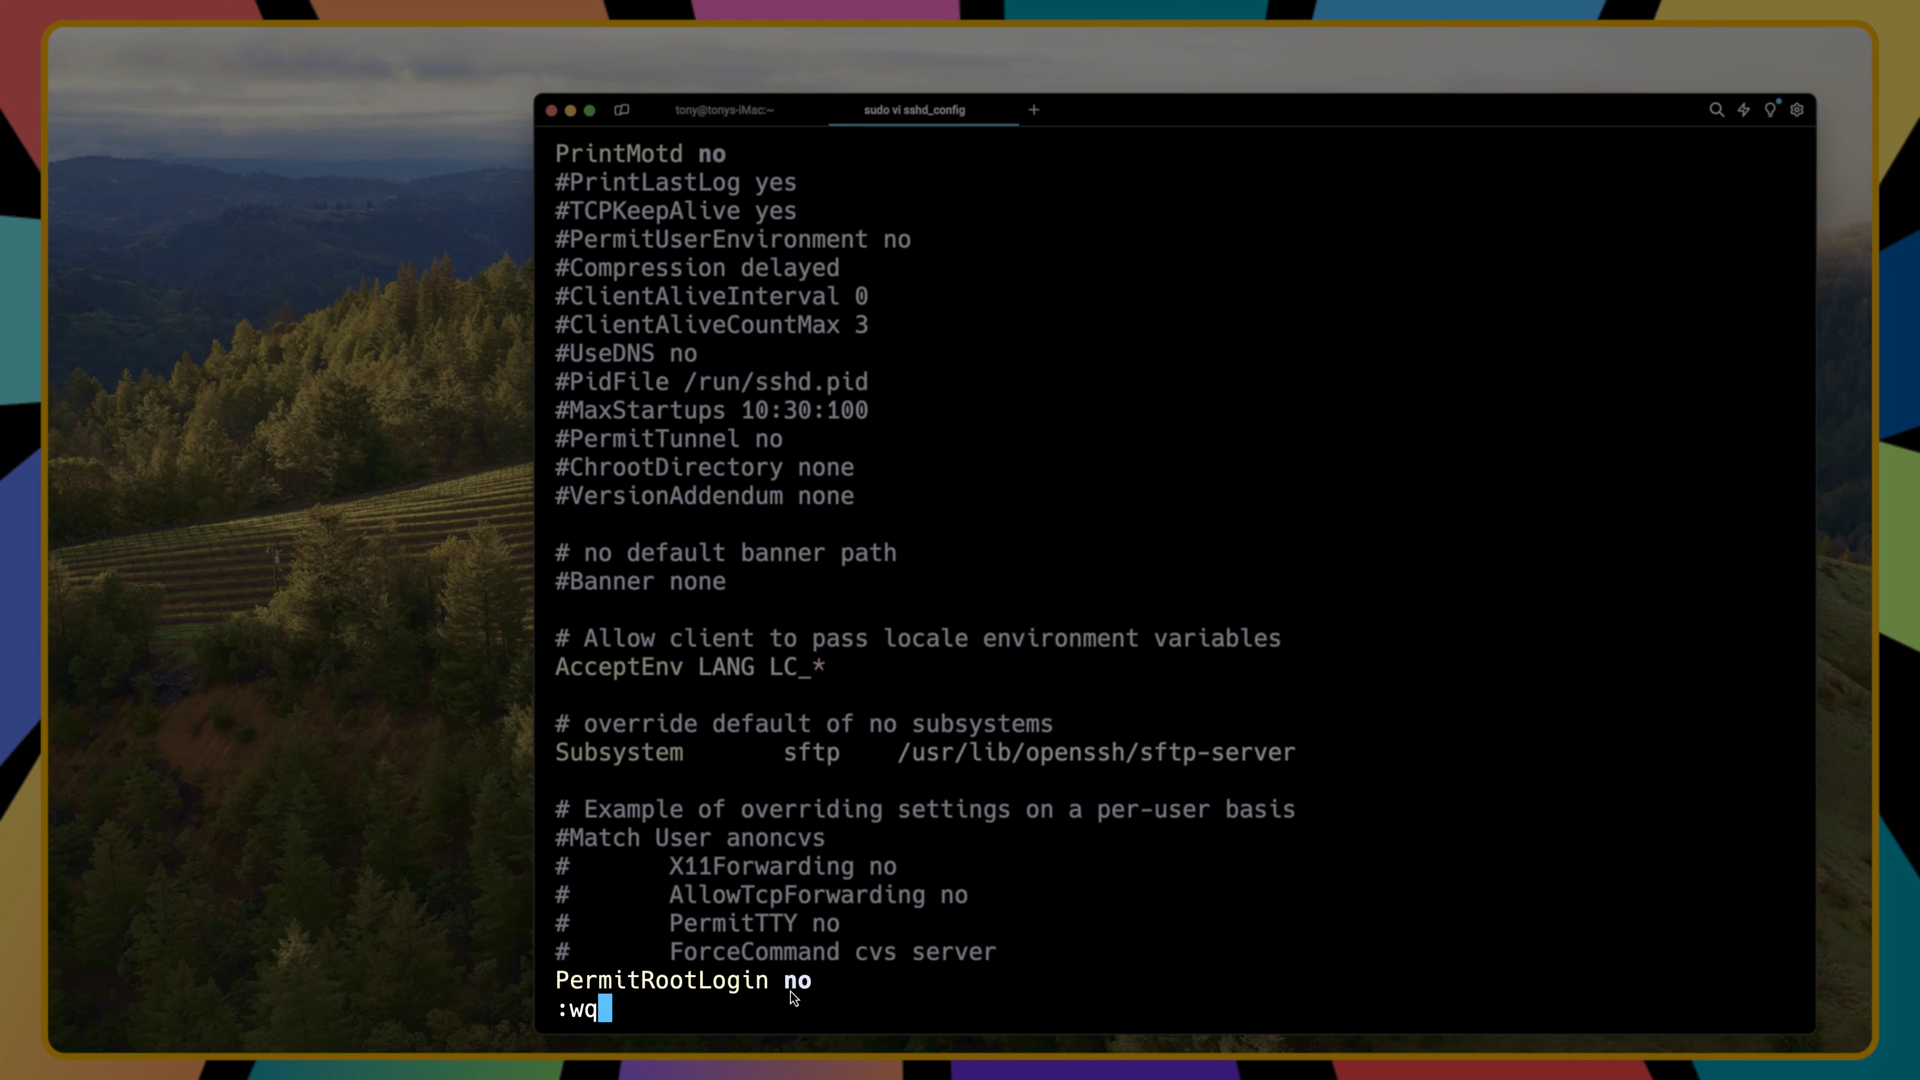 tony@tonys-iMac:~
sudo vi sshd_config
+
PrintMotd no
#PrintLastLog yes
#TCPKeepAlive yes
#PermitUserEnvironment no
#Compression delayed
#ClientAliveInterval 0
#ClientAliveCountMax 3
#UseDNS no
#PidFile /run/sshd.pid
#MaxStartups 10:30:100
#PermitTunnel no
#ChrootDirectory none
#VersionAddendum none

# no default banner path
#Banner none

# Allow client to pass locale environment variables
AcceptEnv LANG LC_*

# override default of no subsystems
Subsystem       sftp    /usr/lib/openssh/sftp-server

# Example of overriding settings on a per-user basis
#Match User anoncvs
#       X11Forwarding no
#       AllowTcpForwarding no
#       PermitTTY no
#       ForceCommand cvs server
PermitRootLogin no
:wq